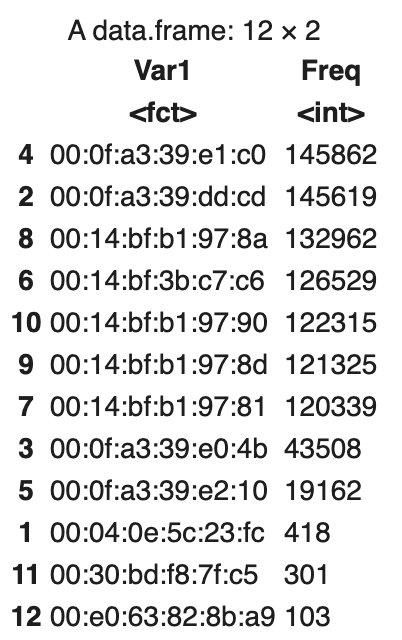 A data.frame: 12 × 2
Var1 Freq
<fct> <int>
4 00:0f:a3:39:e1:c0 145862
2 00:0f:a3:39:dd:cd 145619
8 00:14:bf:b1:97:8a 132962
6 00:14:bf:3b:c7:c6 126529
10 00:14:bf:b1:97:90 122315
9 00:14:bf:b1:97:8d 121325
7 00:14:bf:b1:97:81 120339
3 00:0f:a3:39:e0:4b 43508
5 00:0f:a3:39:e2:10 19162
1 00:04:0e:5c:23:fc 418
11 00:30:bd:f8:7f:c5 301
12 00:e0:63:82:8b:a9 103